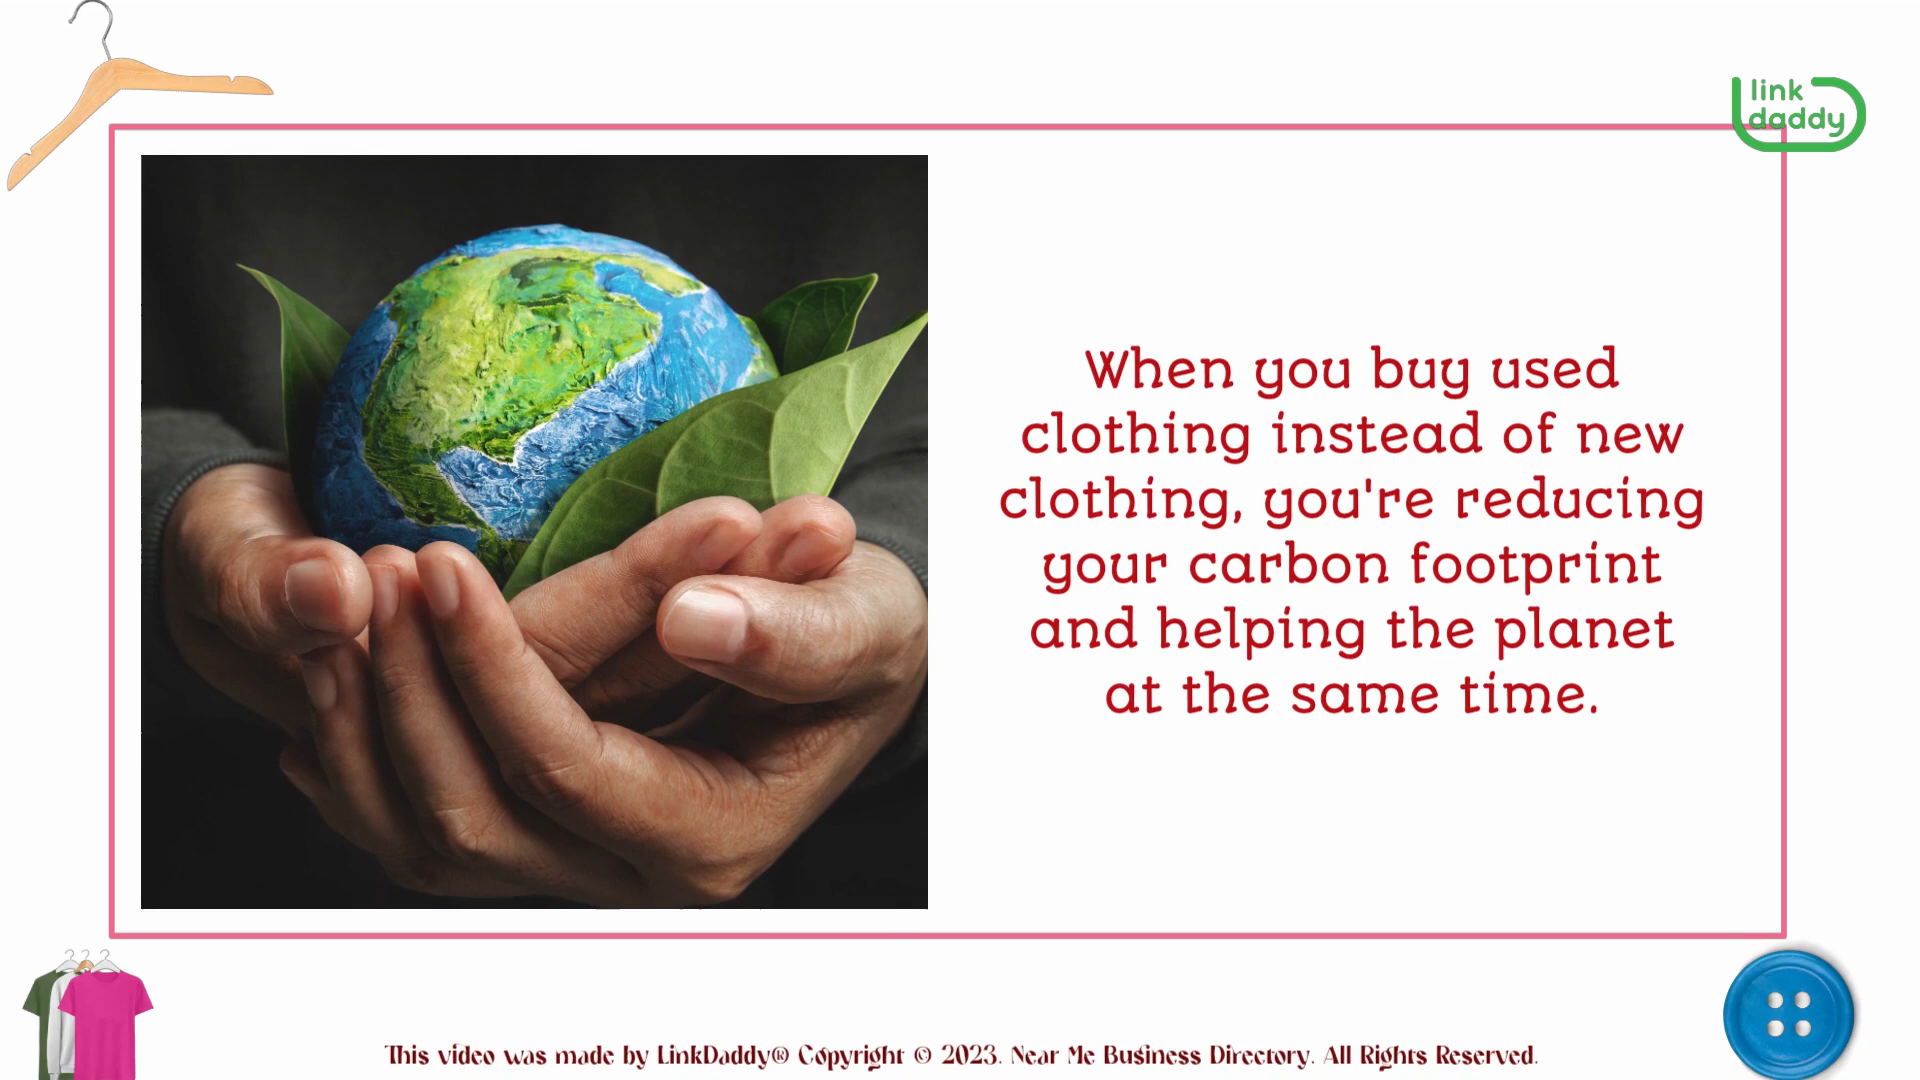 link
daddy
When you buy used
clothing instead of new
clothing, you're reducing
your carbon footprint
and helping the planet
at the same time.
This video was made by LinkDaddy® Copyright © 2023. Near Me Business Directory. All Rights Reserved.